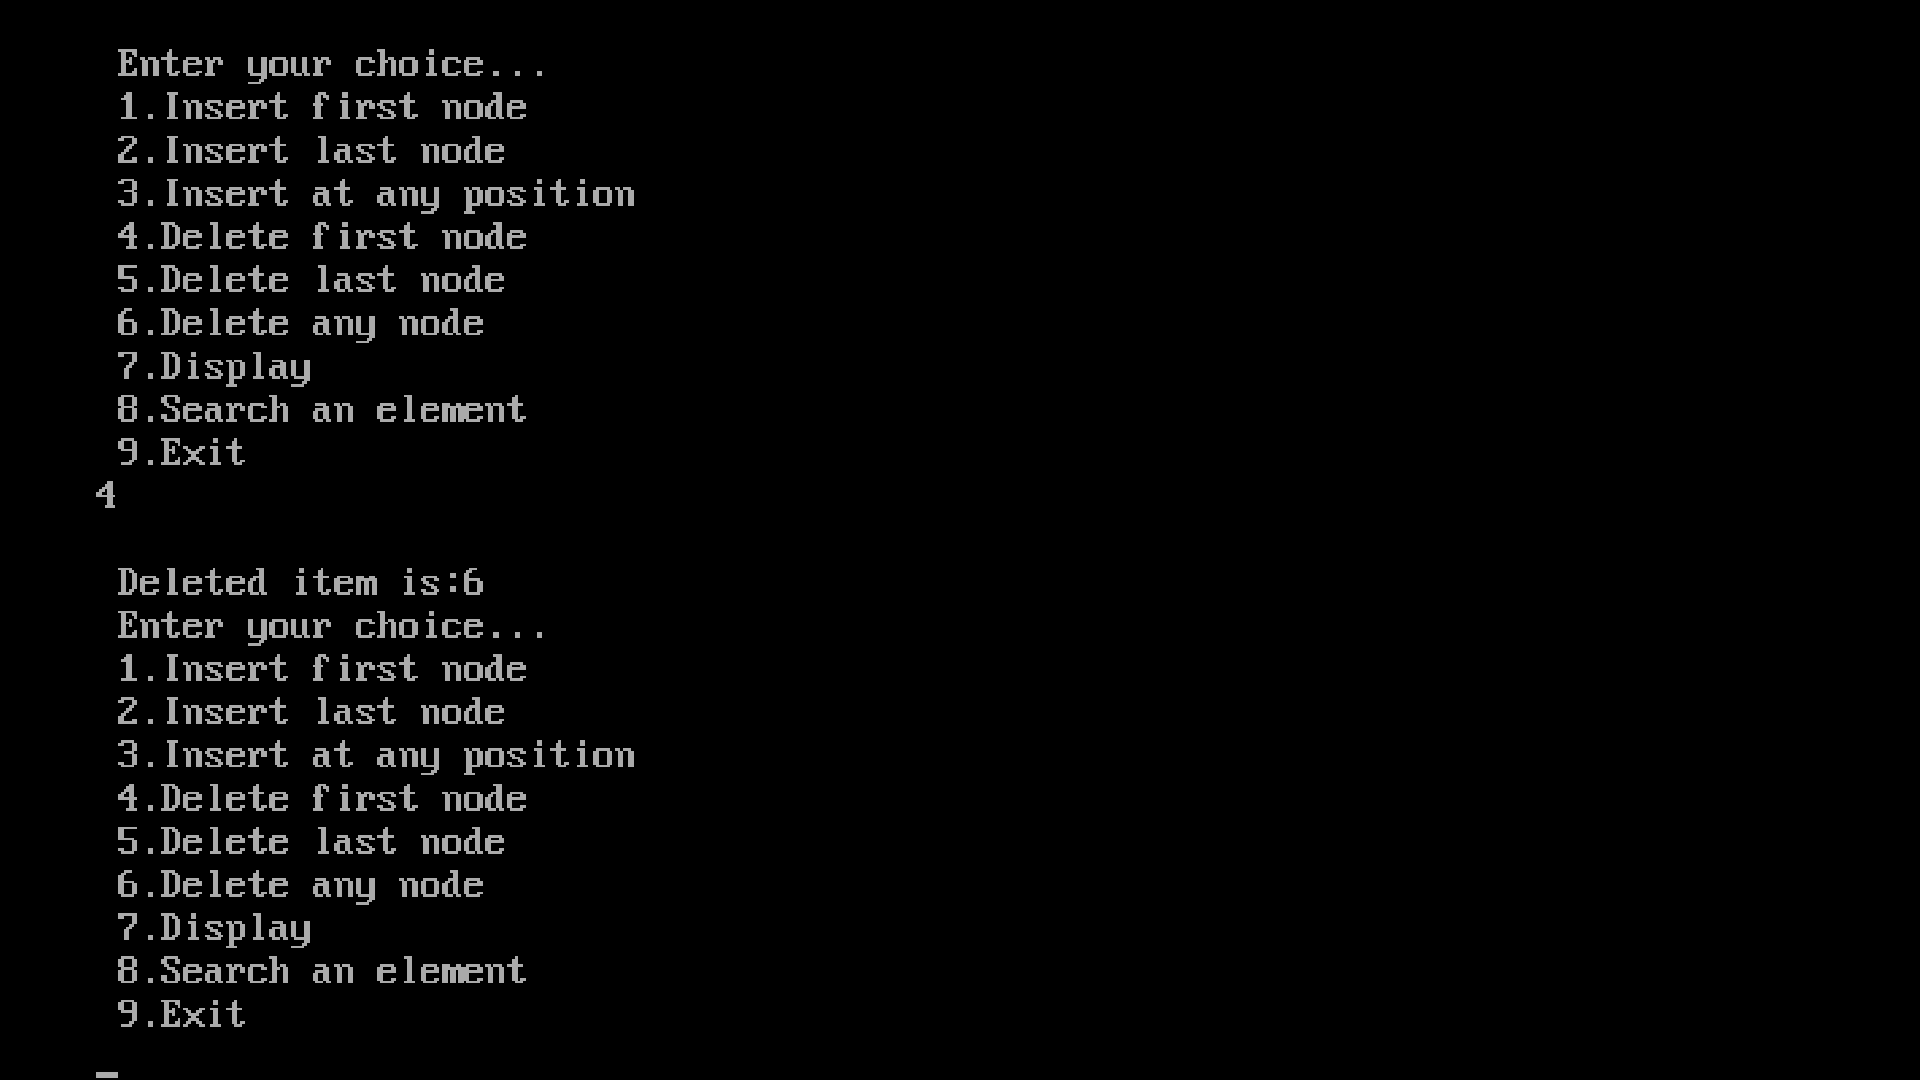 Enter your choice...
1.Insert first node
2.Insert last node
3.Insert at any position
4.Delete first node
5.Delete last node
6.Delete any node
7.Display
8.Search an element
9.Exit
4
Deleted item is:6
Enter your choice...
1.Insert first node
2.Insert last node
3.Insert at any position
4.Delete first node
5.Delete last node
6.Delete any node
7.Display
8.Search an element
9.Exit